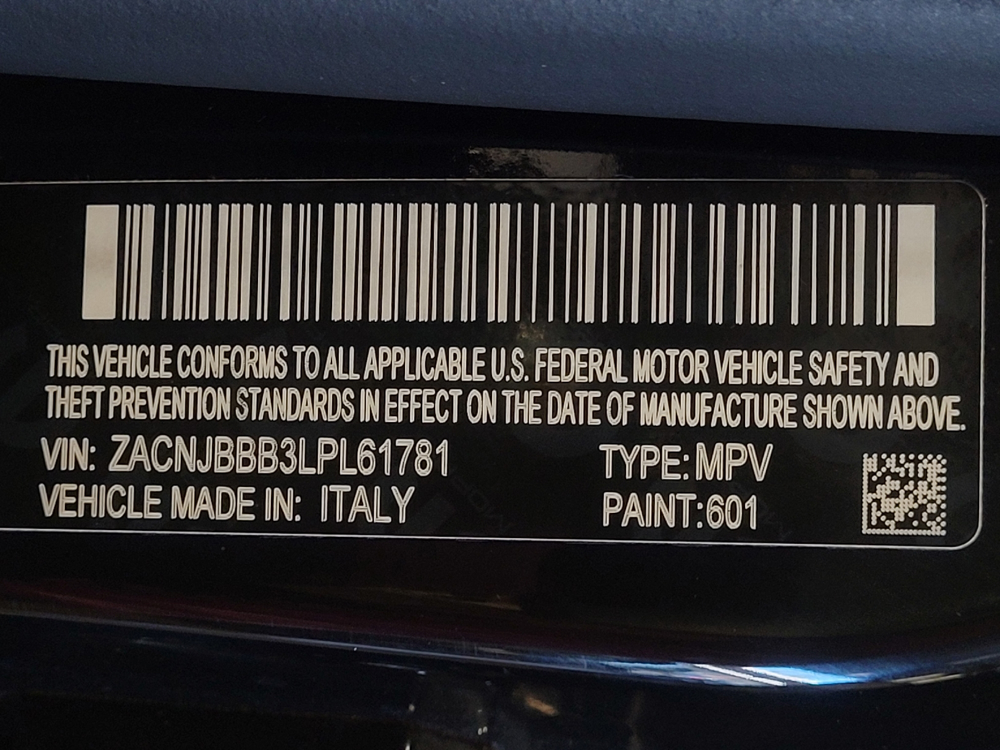 THIS VEHICLE CONFORMS TO ALL APPLICABLE U.S. FEDERAL MOTOR VEHICLE SAFETY AND
THEFT PREVENTION STANDARDS IN EFFECT ON THE DATE OF MANUFACTURE SHOWN ABOVE.
VIN: ZACNJBBB3LPL61781 TYPE: MPV
VEHICLE MADE IN: ITALY PAINT:601